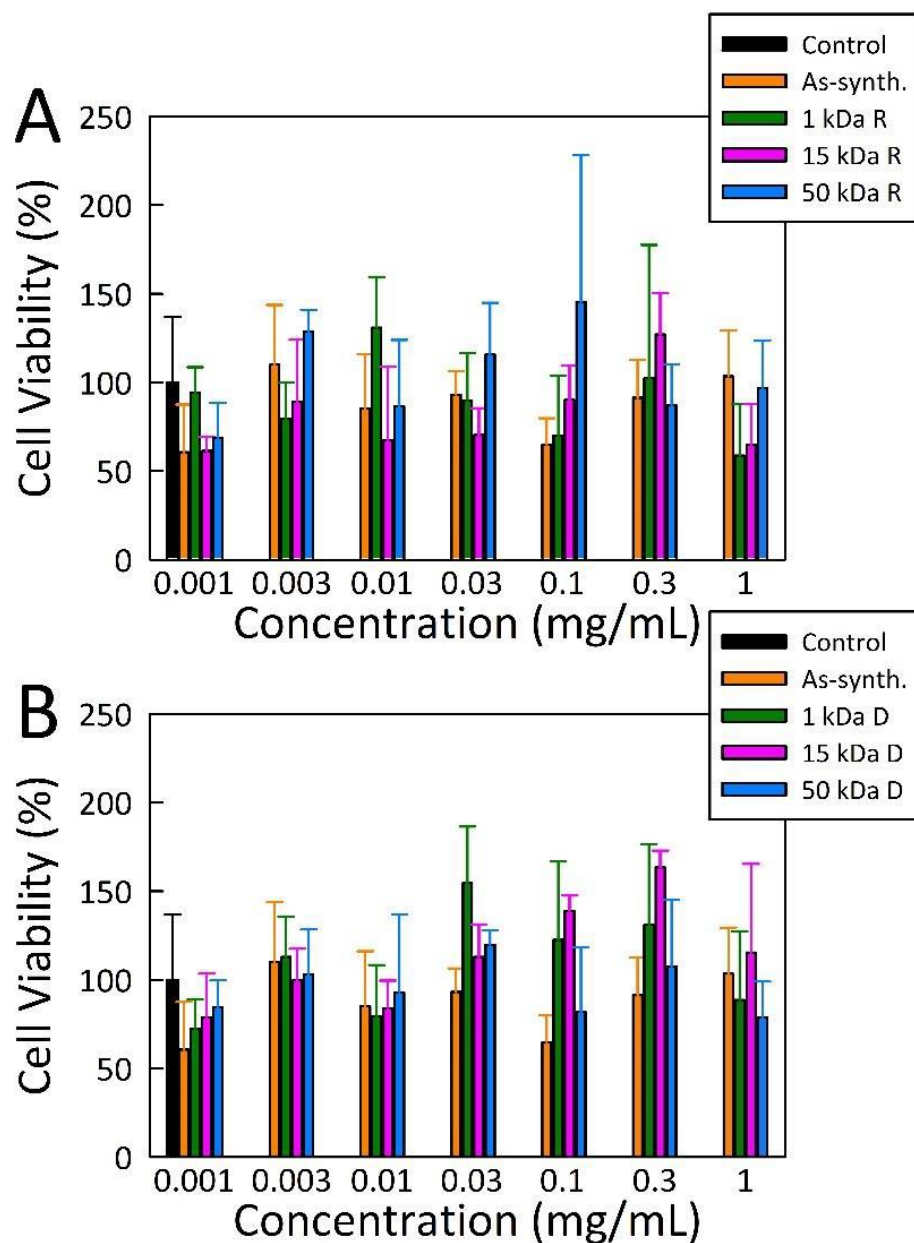 Control
As-synth.
1 kDa R
15 kDa R
50 kDa R
A
Cell Viability (%)
250
200
150
100
50
0
0.001 0.003 0.01 0.03 0.1 0.3 1
Concentration (mg/mL)
Control
As-synth.
1 kDa D
15 kDa D
50 kDa D
B
Cell Viability (%)
250
200
150
100
50
0
0.001 0.003 0.01 0.03 0.1 0.3 1
Concentration (mg/mL)